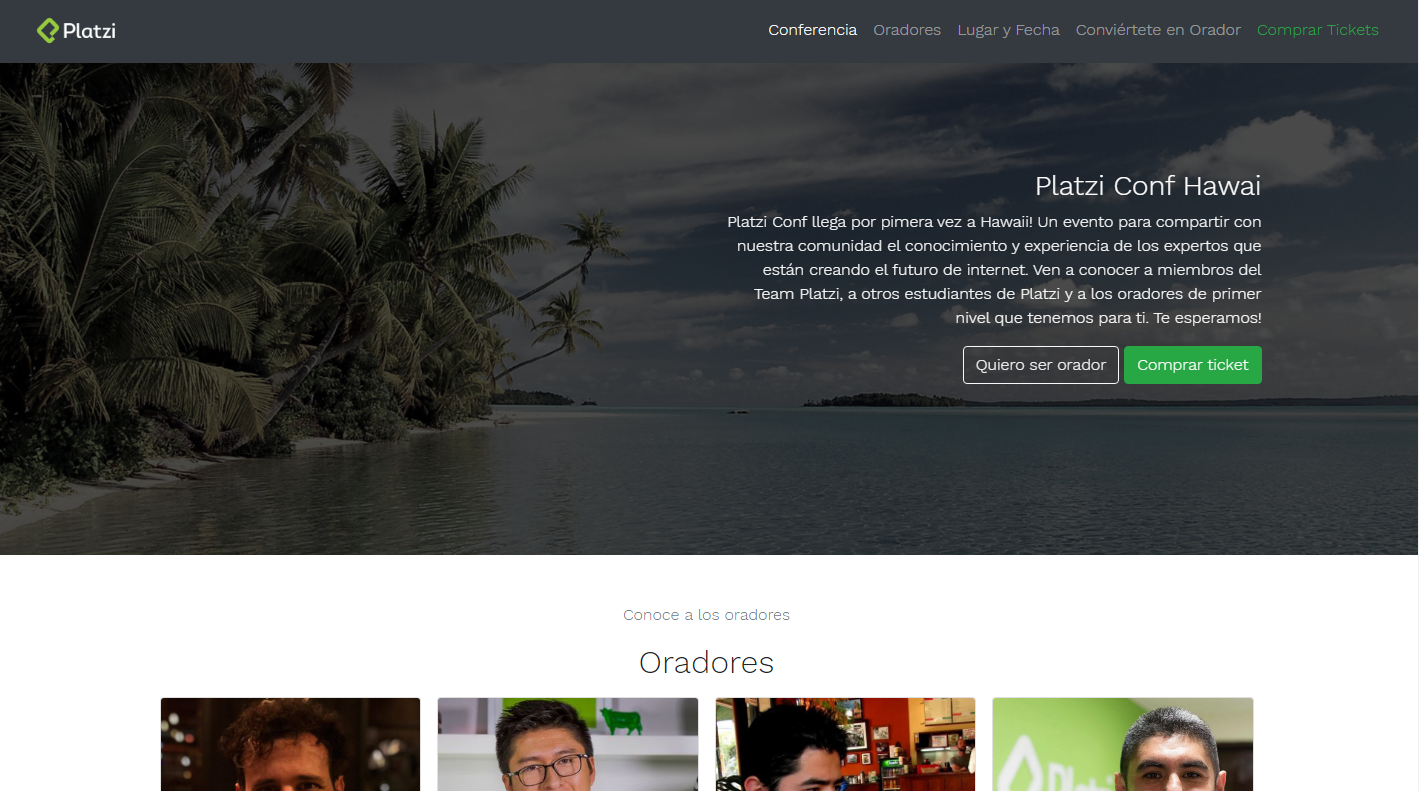 Platzi
Conferencia Oradores Lugar y Fecha Conviértete en Orador Comprar Tickets
Platzi Conf Hawai
Platzi Conf llega por pimera vez a Hawaii! Un evento para compartir con
nuestra comunidad el conocimiento y experiencia de los expertos que
están creando el futuro de internet. Ven a conocer a miembros del
Team Platzi, a otros estudiantes de Platzi y a los oradores de primer
nivel que tenemos para ti. Te esperamos!
Quiero ser orador Comprar ticket
Conoce a los oradores
Oradores